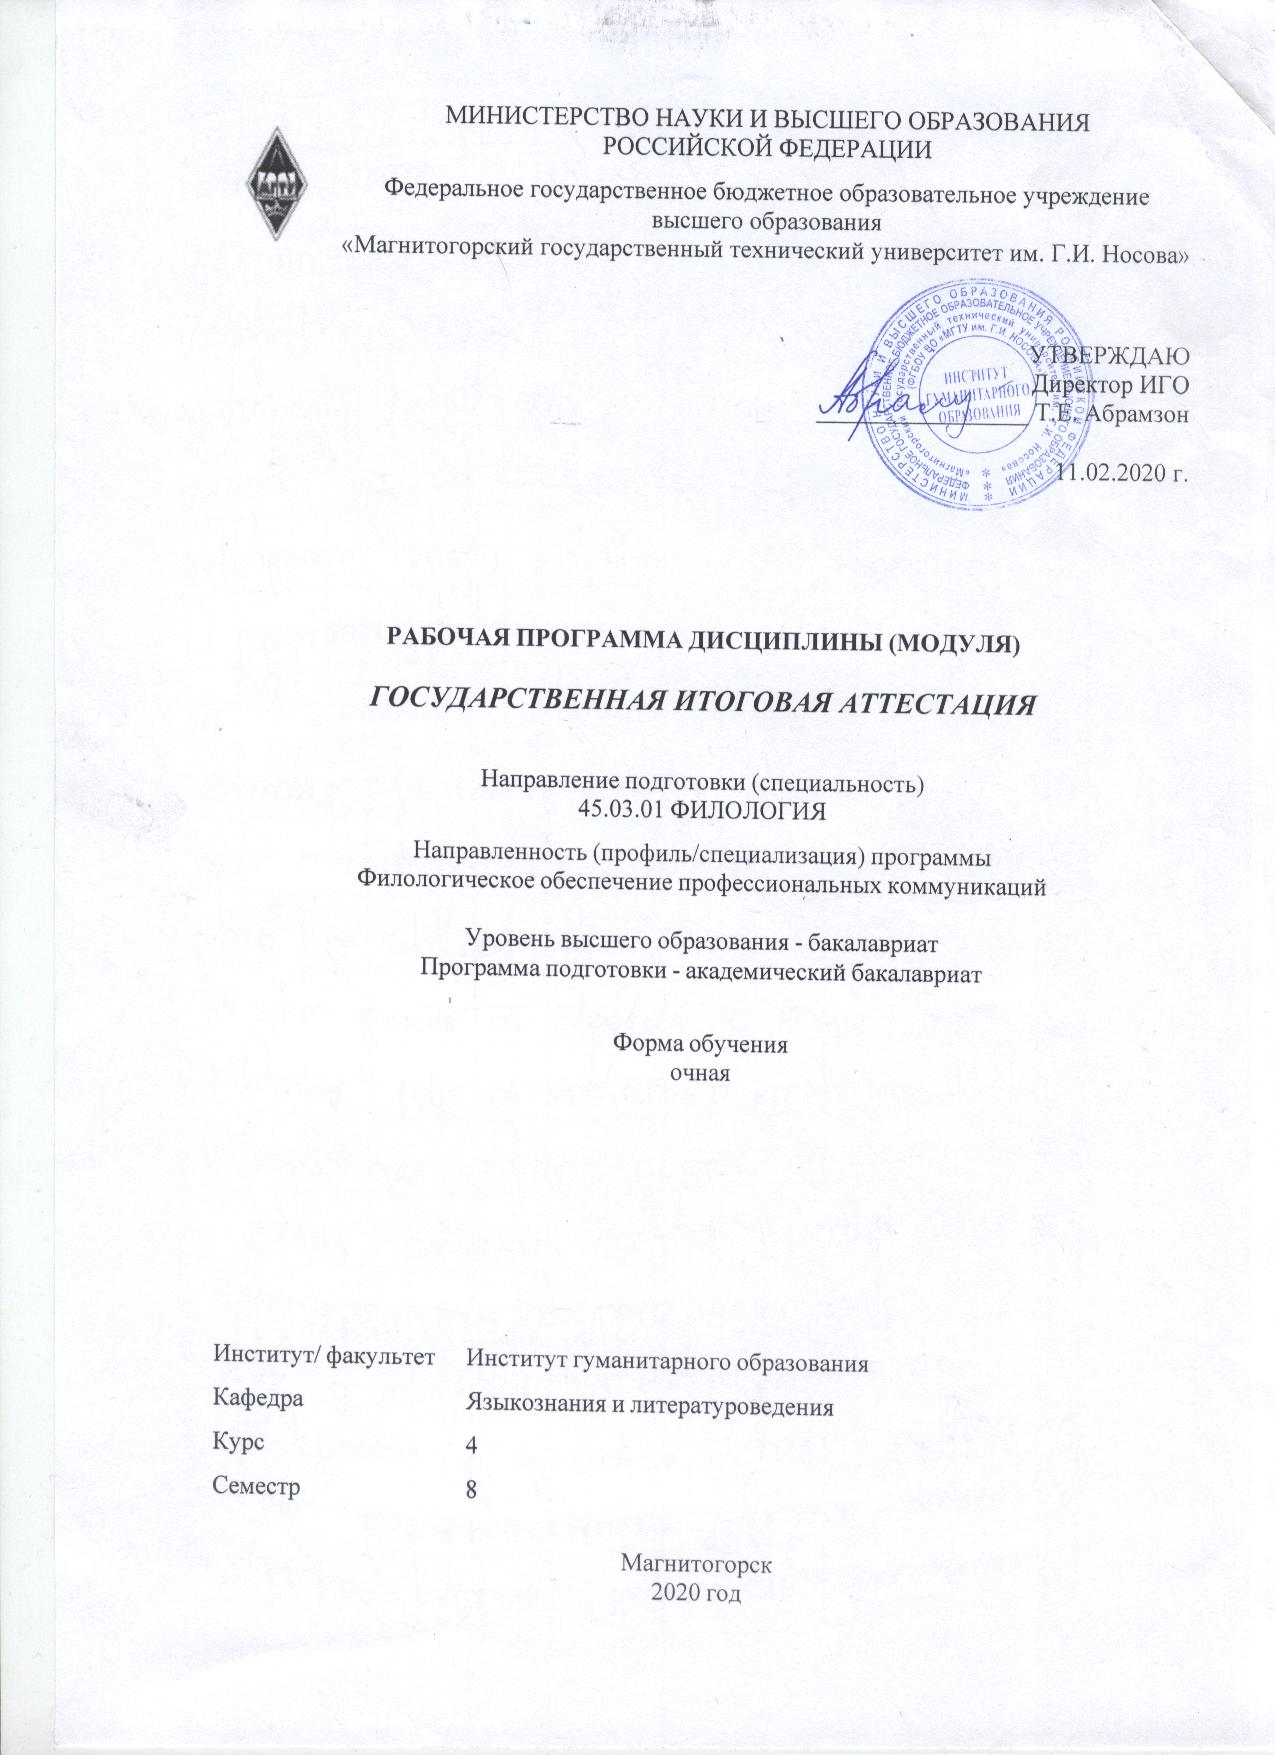 МИНИСТЕРСТВО НАУКИ И ВЫСШЕГО ОБРАЗОВАНИЯ
РОССИЙСКОЙ ФЕДЕРАЦИИ
Федеральное государственное бюджетное образовательное учреждение
высшего образования
«Магнитогорский государственный технический университет им. Г.И. Носова»
УТВЕРЖДАЮ
Директор ИГО
Т.Е. Абрамзон
ИНСТИТУТ
ГУМАНИТАРНОГО
ОБРАЗОВАНИЯ
11.02.2020 г.
РАБОЧАЯ ПРОГРАММА ДИСЦИПЛИНЫ (МОДУЛЯ)
ГОСУДАРСТВЕННАЯ ИТОГОВАЯ АТТЕСТАЦИЯ
Направление подготовки (специальность)
45.03.01 ФИЛОЛОГИЯ
Направленность (профиль/специализация) программы
Филологическое обеспечение профессиональных коммуникаций
Уровень высшего образования - бакалавриат
Программа подготовки - академический бакалавриат
Форма обучения
очная
Институт/ факультет Институт гуманитарного образования
Кафедра Языкознания и литературоведения
Курс 4
Семестр 8
Магнитогорск
2020 год